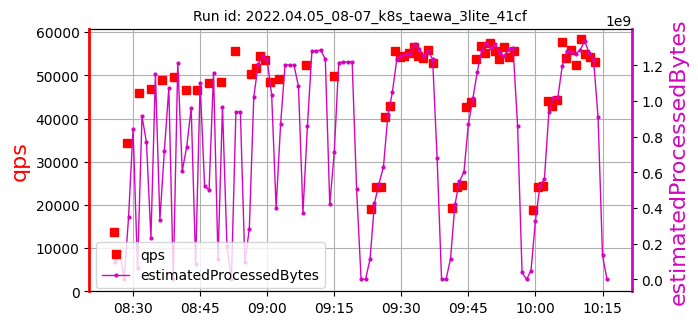 Run id: 2022.04.05_08-07_k8s_taewa_3lite_41cf
1e9
60000
50000
40000
30000
20000
10000
0
qps
1.2
1.0
0.8
0.6
0.4
0.2
0.0
estimatedProcessedBytes
qps
estimatedProcessedBytes
08:30 08:45 09:00 09:15 09:30 09:45 10:00 10:15